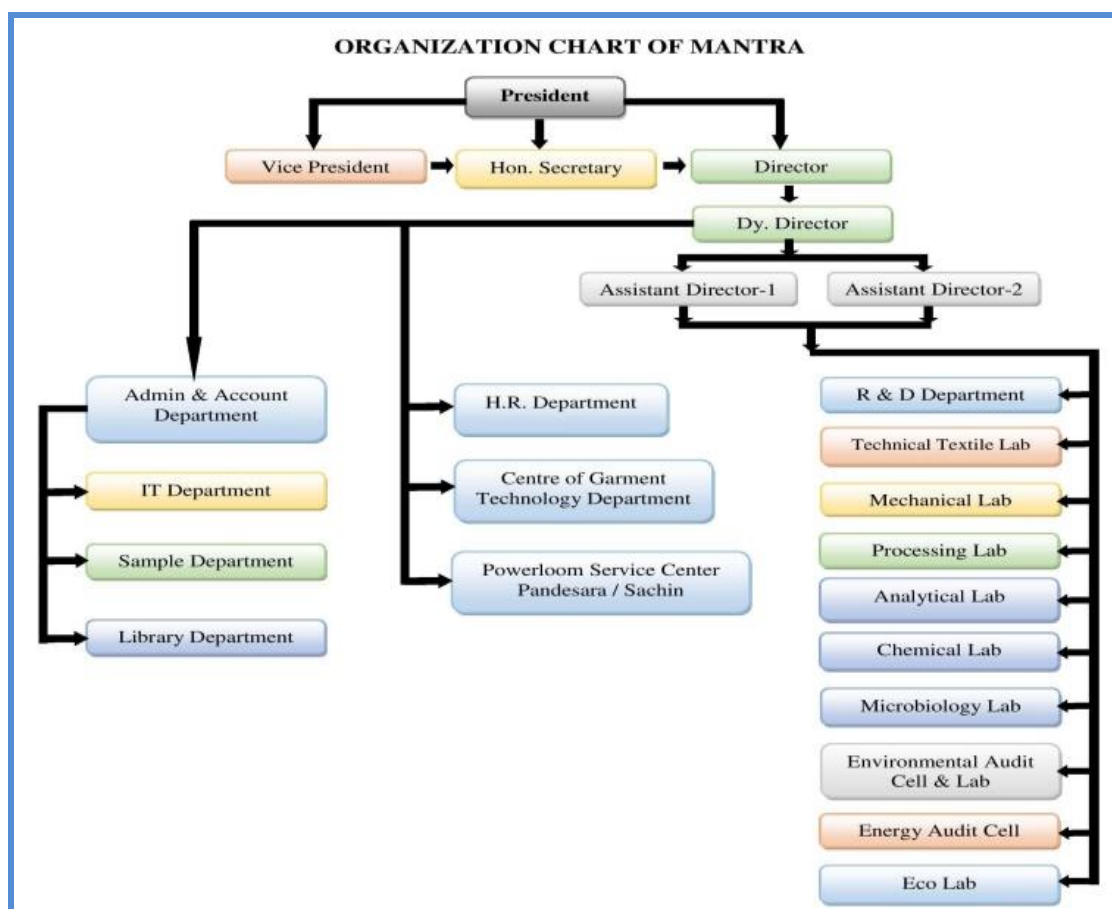 ORGANIZATION CHART OF MANTRA
President
Vice President
Hon. Secretary
Director
Dy. Director
Assistant Director-1
Assistant Director-2
Admin & Account
Department
IT Department
Sample Department
Library Department
H.R. Department
Centre of Garment
Technology Department
Powerloom Service Center
Pandesara / Sachin
R & D Department
Technical Textile Lab
Mechanical Lab
Processing Lab
Analytical Lab
Chemical Lab
Microbiology Lab
Environmental Audit
Cell & Lab
Energy Audit Cell
Eco Lab